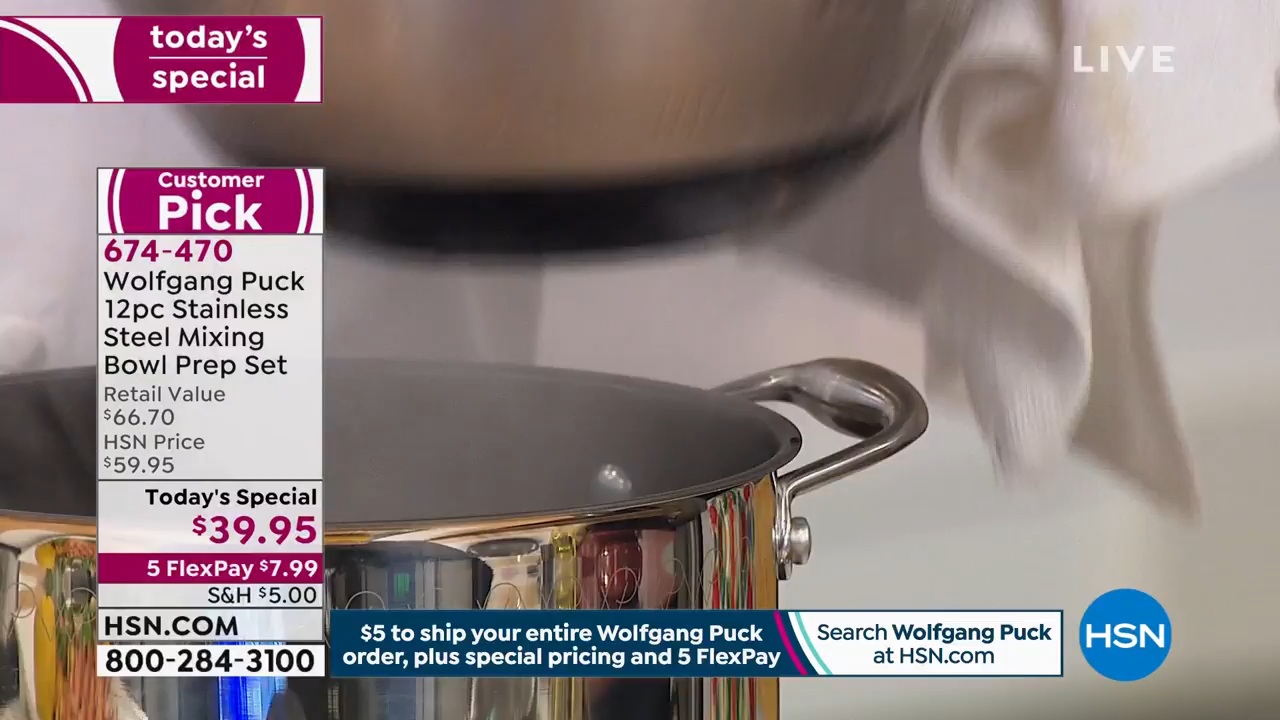 today's
special
LIVE
Customer
Pick
674-470
Wolfgang Puck
12pc Stainless
Steel Mixing
Bowl Prep Set
Retail Value
$66.70
HSN Price
$59.95
Today's Special
$39.95
5 FlexPay $7.99
S&H $5.00
HSN.COM
800-284-3100
$5 to ship your entire Wolfgang Puck
order, plus special pricing and 5 FlexPay
Search Wolfgang Puck
at HSN.com
HSN